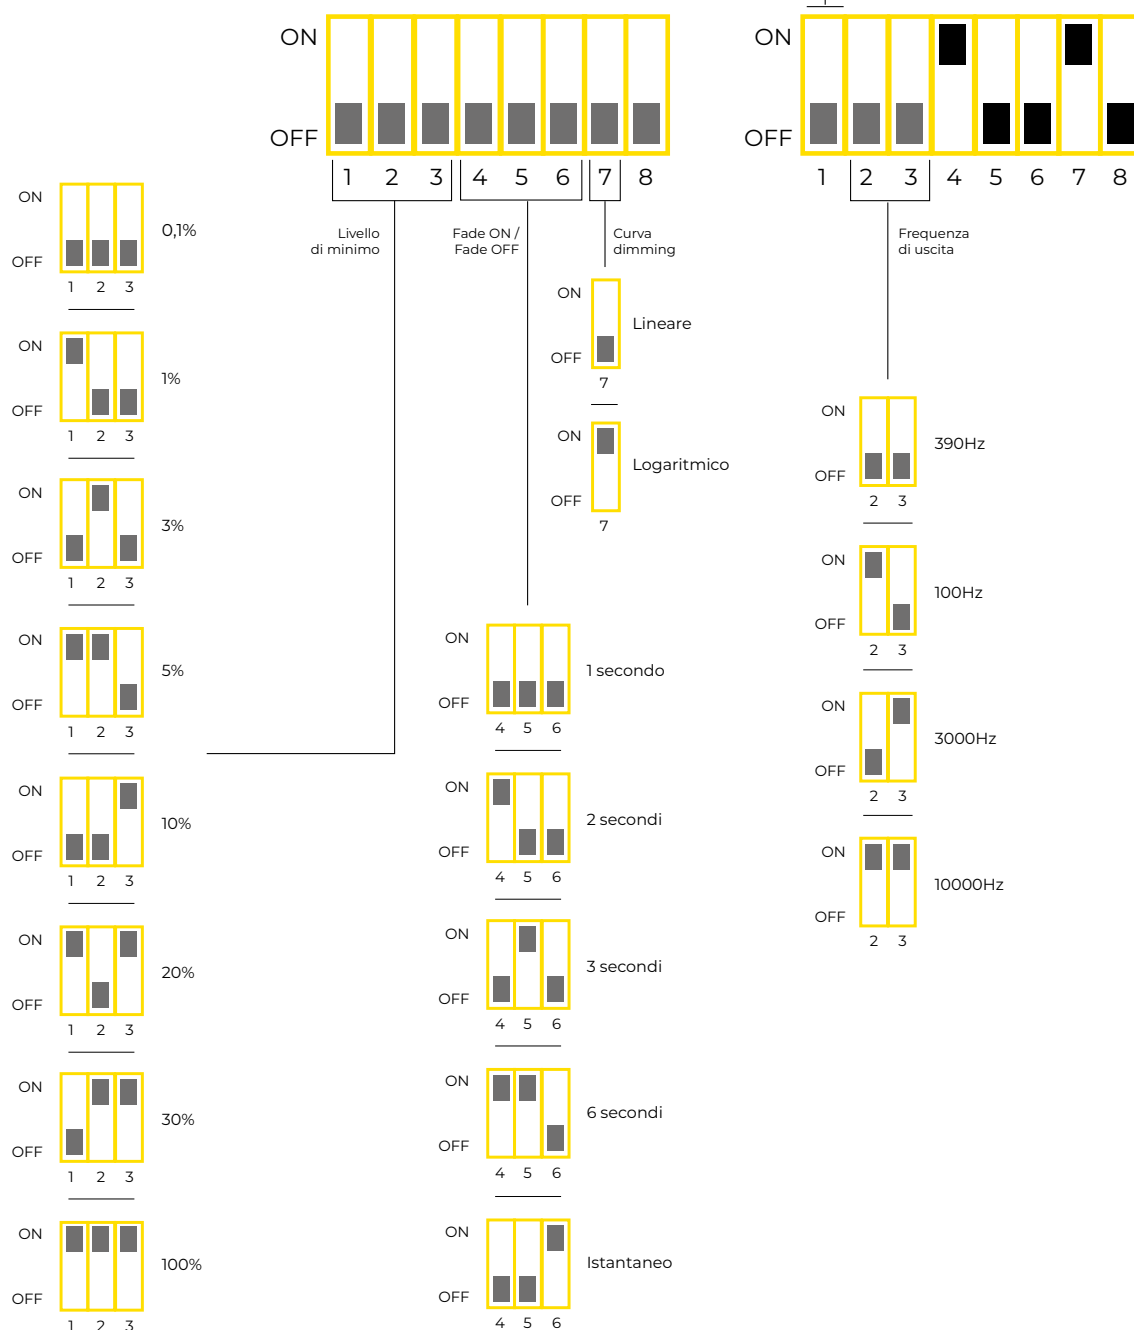 ON
OFF
1 2 3 4 5 6 7 8
Livello
di minimo
Fade ON /
Fade OFF
Curva
dimming
ON
OFF
1 2 3 4 5 6 7 8
Frequenza
di uscita
ON
OFF
0,1%
1 2 3
ON
OFF
1%
1 2 3
ON
OFF
3%
1 2 3
ON
OFF
5%
1 2 3
ON
OFF
10%
1 2 3
ON
OFF
20%
1 2 3
ON
OFF
30%
1 2 3
ON
OFF
100%
1 2 3
ON
OFF
1 secondo
4 5 6
ON
OFF
2 secondi
4 5 6
ON
OFF
3 secondi
4 5 6
ON
OFF
6 secondi
4 5 6
ON
OFF
Istantaneo
4 5 6
ON
OFF
Lineare
7
ON
OFF
Logaritmico
7
ON
OFF
390Hz
2 3
ON
OFF
100Hz
2 3
ON
OFF
3000Hz
2 3
ON
OFF
10000Hz
2 3